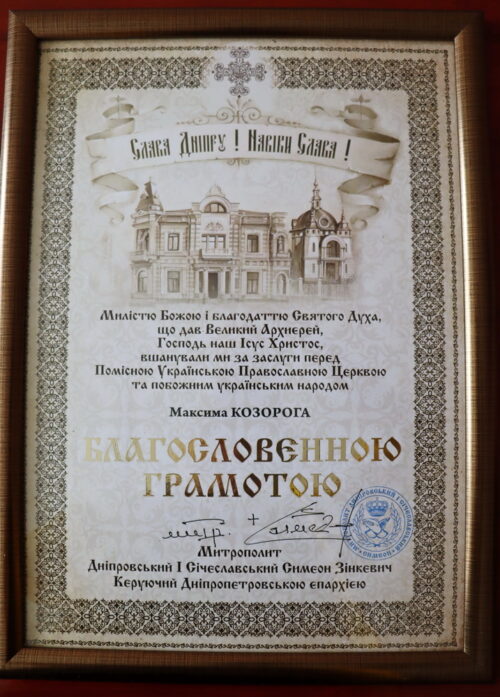 Слава Дніпру ! Навіки Слава !
Милістю Божою і благодаттю Святого Духа,
що дав Великий Архиєрей,
Господь наш Ісус Христос,
вшанували ми за заслуги перед
Помісною Українською Православною Церквою
та побожним українським народом
Максима КОЗОРОГА
БЛАГОСЛОВЕННОЮ
ГРАМОТОЮ
Митрополит
Дніпровський І Січеславський Симеон Зінкевич
Керуючий Дніпропетровською єпархією